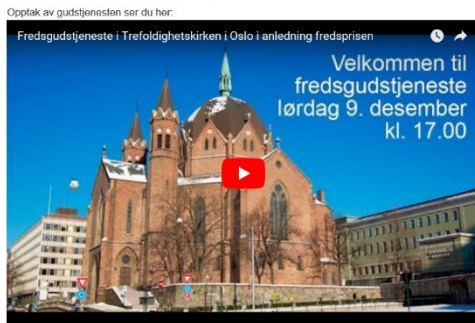 Opptak av gudstjenesten ser du her:
Fredsgudstjeneste i Trefoldighetskirken i Oslo i anledning fredsprisen
Velkommen til
fredsgudstjeneste
lørdag 9. desember
kl. 17.00